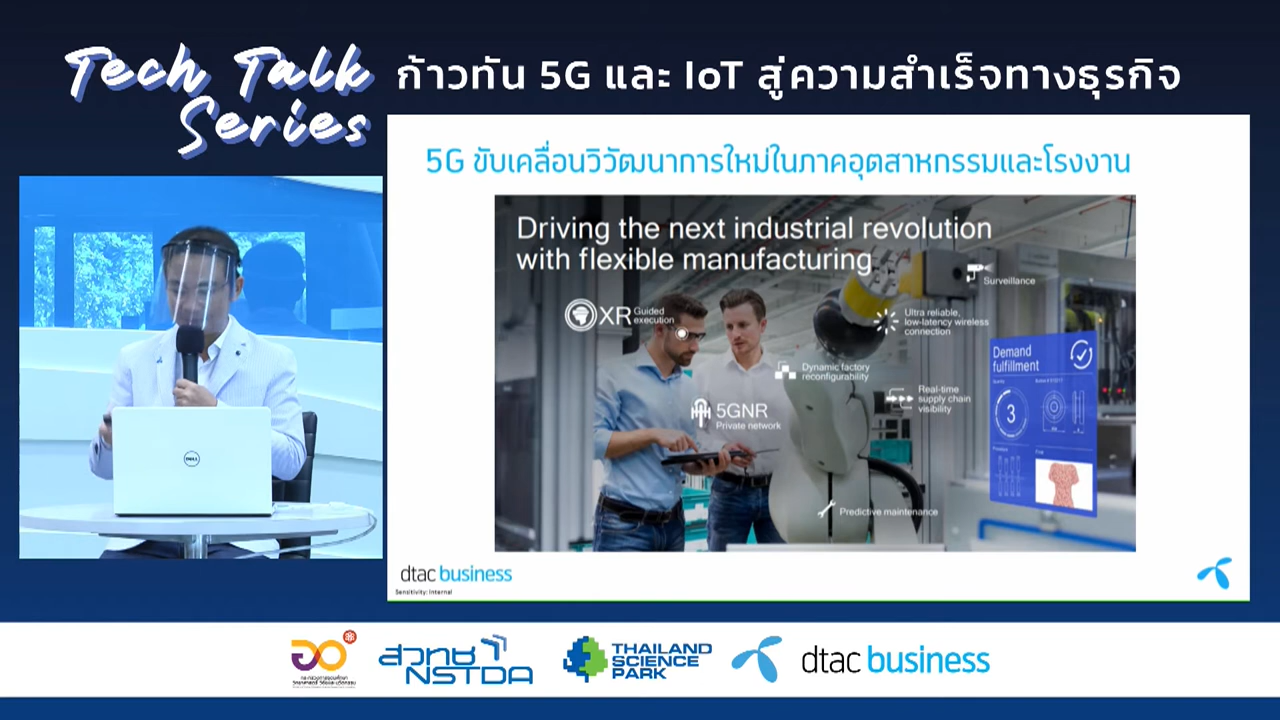 Tech Talk
Series
ก้าวทัน 5G และ IoT สู่ความสำเร็จทางธุรกิจ
5G ขับเคลื่อนวิวัฒนาการใหม่ในภาคอุตสาหกรรมและโรงงาน
Driving the next industrial revolution
with flexible manufacturing
Surveillance
XR Guided
execution
Ultra reliable,
low-latency wireless
connection
Demand
fulfillment
Dynamic factory
reconfigurability
Real-time
supply chain
visibility
3
5GNR
Private network
Predictive maintenance
DELL
dtac business
Sensitivity: Internal
สวทช
NSTDA
THAILAND
SCIENCE
PARK
dtac business